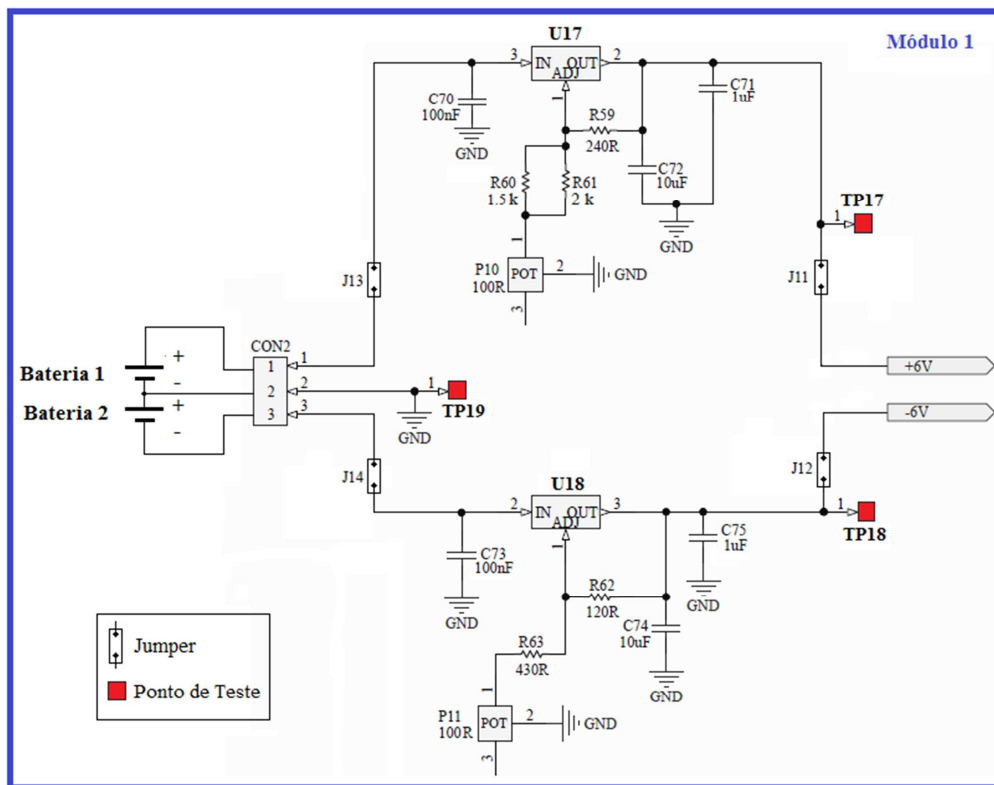 Módulo 1
U17
3
IN OUT
ADJ
2
1
C70
100nF
GND
C71
1uF
R59
240R
C72
10uF
R60
1.5 k
R61
2 k
GND
1
TP17
1
P10
100R
POT
2
GND
3
J13
J11
CON2
+
Bateria 1
-
1
1
+6V
2
2
1
TP19
+
Bateria 2
-
3
3
GND
-6V
J14
J12
U18
2
IN OUT
ADJ
3
1
1
TP18
C73
100nF
GND
C75
1uF
GND
R62
120R
C74
10uF
GND
R63
430R
1
P11
100R
POT
2
GND
3
Jumper
Ponto de Teste